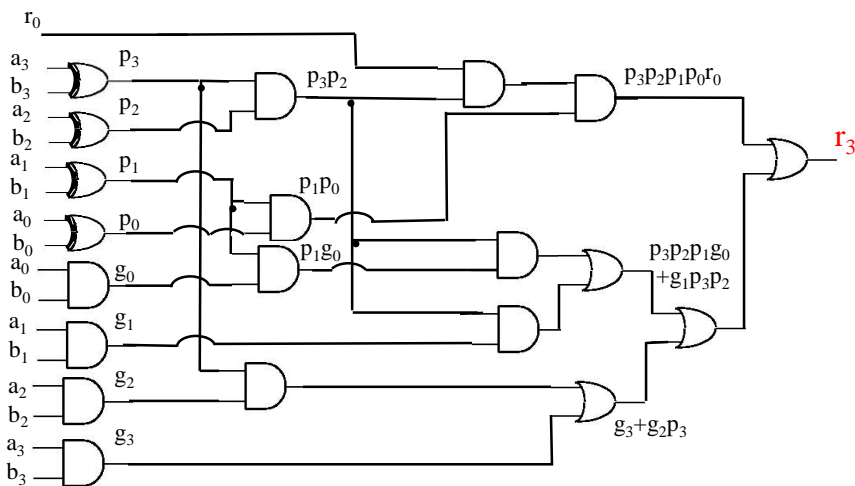 r₀
a₃ p₃
b₃
p₃p₂
p₃p₂p₁p₀r₀
a₂ p₂
b₂
r₃
a₁ p₁
b₁
p₁p₀
a₀ p₀
b₀
a₀ g₀
b₀
p₁g₀
p₃p₂p₁g₀
+g₁p₃p₂
a₁ g₁
b₁
a₂ g₂
b₂
g₃+g₂p₃
a₃ g₃
b₃